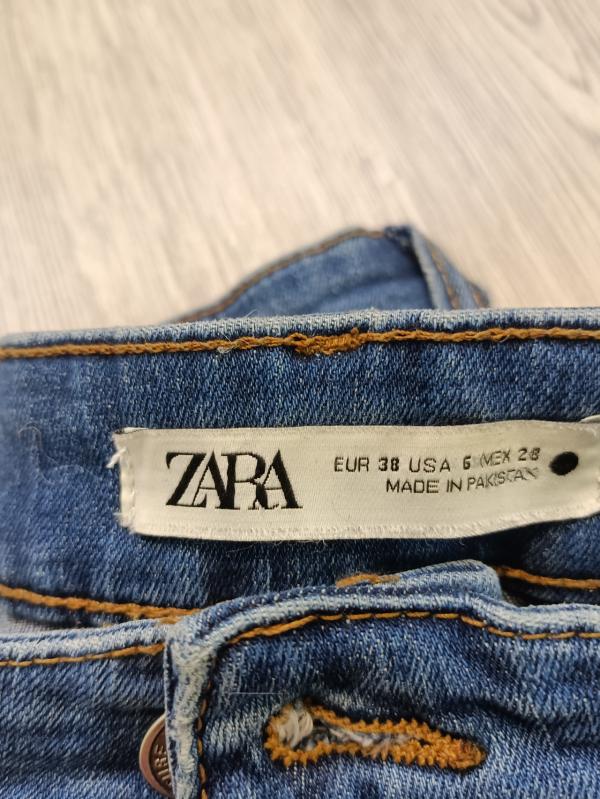 ZARA
EUR 38 USA 6 MEX 28
MADE IN PAKISTAN